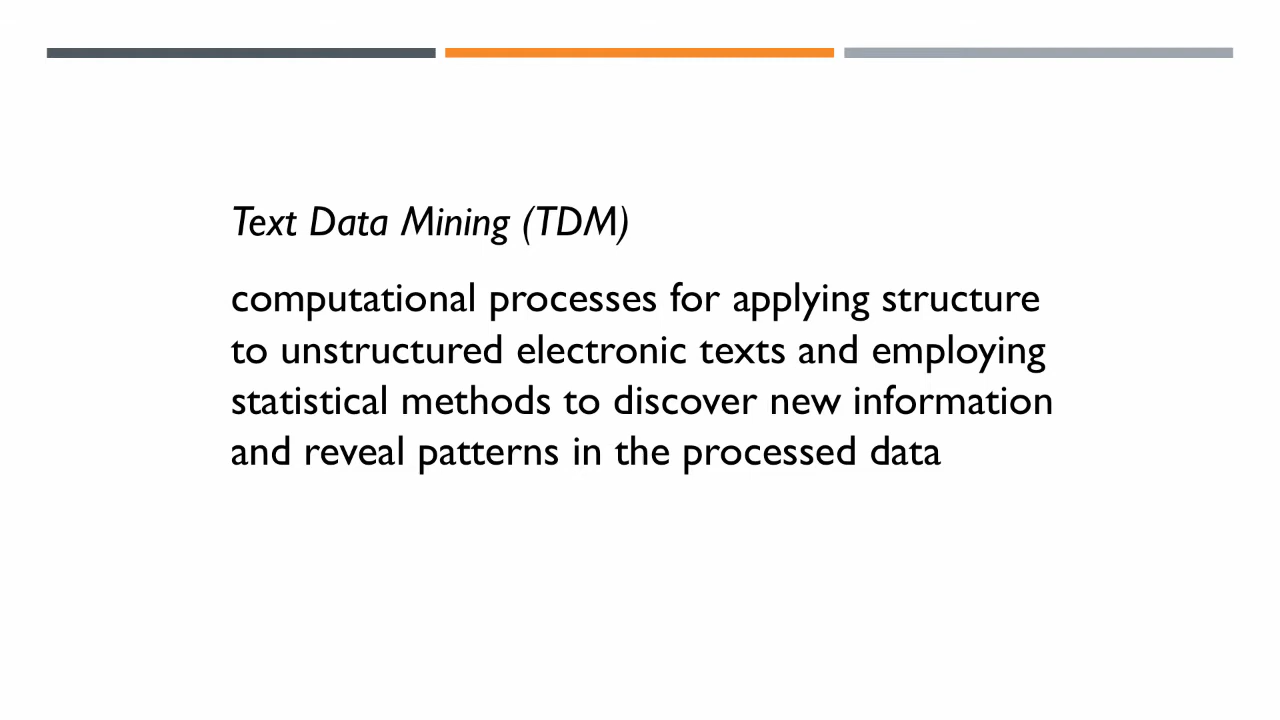 Text Data Mining (TDM)
computational processes for applying structure
to unstructured electronic texts and employing
statistical methods to discover new information
and reveal patterns in the processed data